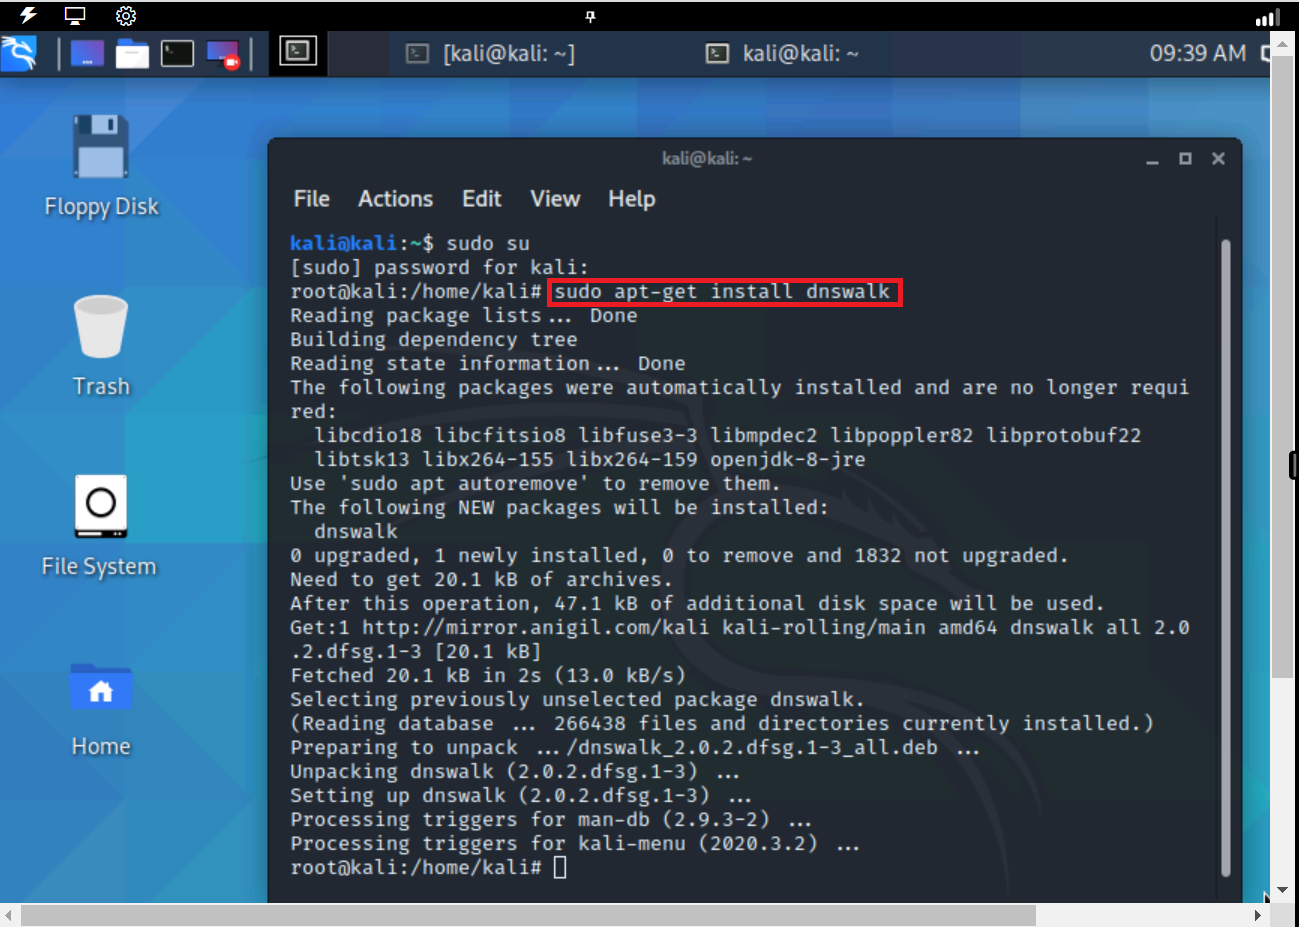 [kali@kali: ~]
kali@kali: ~
09:39 AM
Floppy Disk
Trash
File System
Home
kali@kali: ~
File Actions Edit View Help
kali@kali:~$ sudo su
[sudo] password for kali:
root@kali:/home/kali# sudo apt-get install dnswalk
Reading package lists... Done
Building dependency tree
Reading state information... Done
The following packages were automatically installed and are no longer requi
red:
  libcdio18 libcfitsio8 libfuse3-3 libmpdec2 libpoppler82 libprotobuf22
  libtsk13 libx264-155 libx264-159 openjdk-8-jre
Use 'sudo apt autoremove' to remove them.
The following NEW packages will be installed:
  dnswalk
0 upgraded, 1 newly installed, 0 to remove and 1832 not upgraded.
Need to get 20.1 kB of archives.
After this operation, 47.1 kB of additional disk space will be used.
Get:1 http://mirror.anigil.com/kali kali-rolling/main amd64 dnswalk all 2.0
.2.dfsg.1-3 [20.1 kB]
Fetched 20.1 kB in 2s (13.0 kB/s)
Selecting previously unselected package dnswalk.
(Reading database ... 266438 files and directories currently installed.)
Preparing to unpack .../dnswalk_2.0.2.dfsg.1-3_all.deb ...
Unpacking dnswalk (2.0.2.dfsg.1-3) ...
Setting up dnswalk (2.0.2.dfsg.1-3) ...
Processing triggers for man-db (2.9.3-2) ...
Processing triggers for kali-menu (2020.3.2) ...
root@kali:/home/kali#